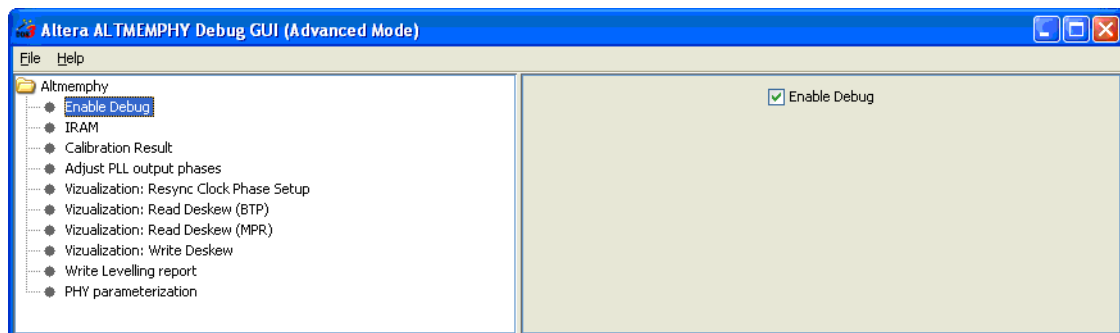 Altera ALTMEMPHY Debug GUI (Advanced Mode)
File Help
Altmemphy
Enable Debug
IRAM
Calibration Result
Adjust PLL output phases
Vizualization: Resync Clock Phase Setup
Vizualization: Read Deskew (BTP)
Vizualization: Read Deskew (MPR)
Vizualization: Write Deskew
Write Levelling report
PHY parameterization
Enable Debug